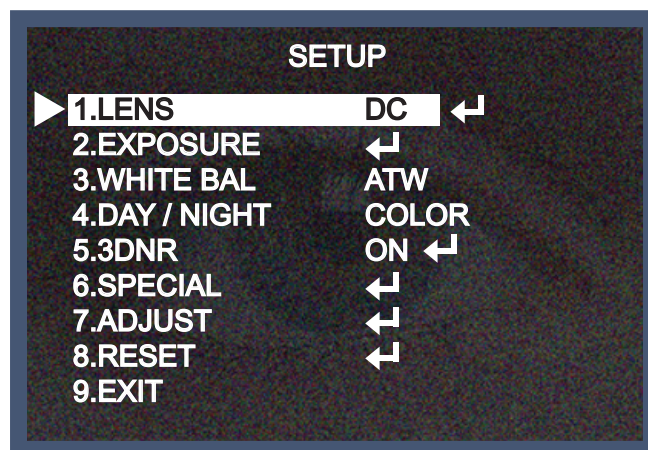 SETUP
1.LENS DC ↵
2.EXPOSURE ↵
3.WHITE BAL ATW
4.DAY / NIGHT COLOR
5.3DNR ON ↵
6.SPECIAL ↵
7.ADJUST ↵
8.RESET ↵
9.EXIT